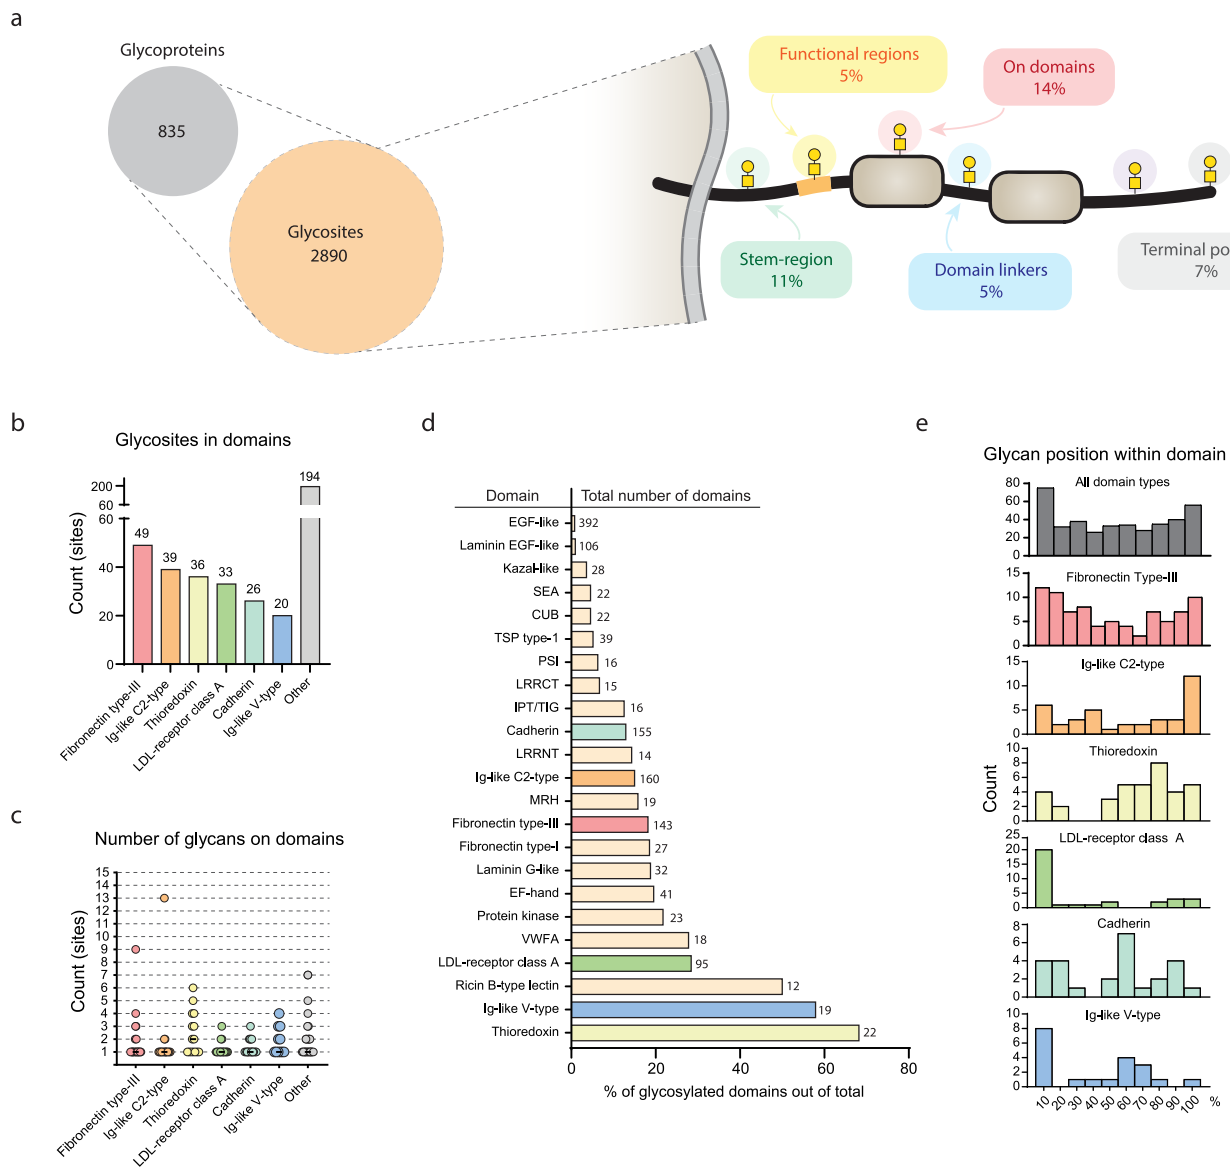 a
Glycoproteins
835
Glycosites
2890
Functional regions
5%
On domains
14%
Stem-region
11%
Domain linkers
5%
Terminal po
7%
b
Glycosites in domains
Count (sites)
200
60
60
40
20
0
49
39
36
33
26
20
194
Fibronectin type-III
Ig-like C2-type
Thioredoxin
LDL-receptor class A
Cadherin
Ig-like V-type
Other
c
Number of glycans on domains
Count (sites)
15
14
13
12
11
10
9
8
7
6
5
4
3
2
1
Fibronectin type-III
Ig-like C2-type
Thioredoxin
LDL-receptor class A
Cadherin
Ig-like V-type
Other
d
Domain Total number of domains
EGF-like 392
Laminin EGF-like 106
Kazal-like 28
SEA 22
CUB 22
TSP type-1 39
PSI 16
LRRCT 15
IPT/TIG 16
Cadherin 155
LRRNT 14
Ig-like C2-type 160
MRH 19
Fibronectin type-III 143
Fibronectin type-I 27
Laminin G-like 32
EF-hand 41
Protein kinase 23
VWFA 18
LDL-receptor class A 95
Ricin B-type lectin 12
Ig-like V-type 19
Thioredoxin 22
0 20 40 60 80
% of glycosylated domains out of total
e
Glycan position within domain
Count
All domain types
80
60
40
20
0
Fibronectin Type-III
15
10
5
0
Ig-like C2-type
15
10
5
0
Thioredoxin
10
8
6
4
2
0
LDL-receptor class A
25
20
15
10
5
0
Cadherin
8
6
4
2
0
Ig-like V-type
10
8
6
4
2
0
10 20 30 40 50 60 70 80 90 100 %